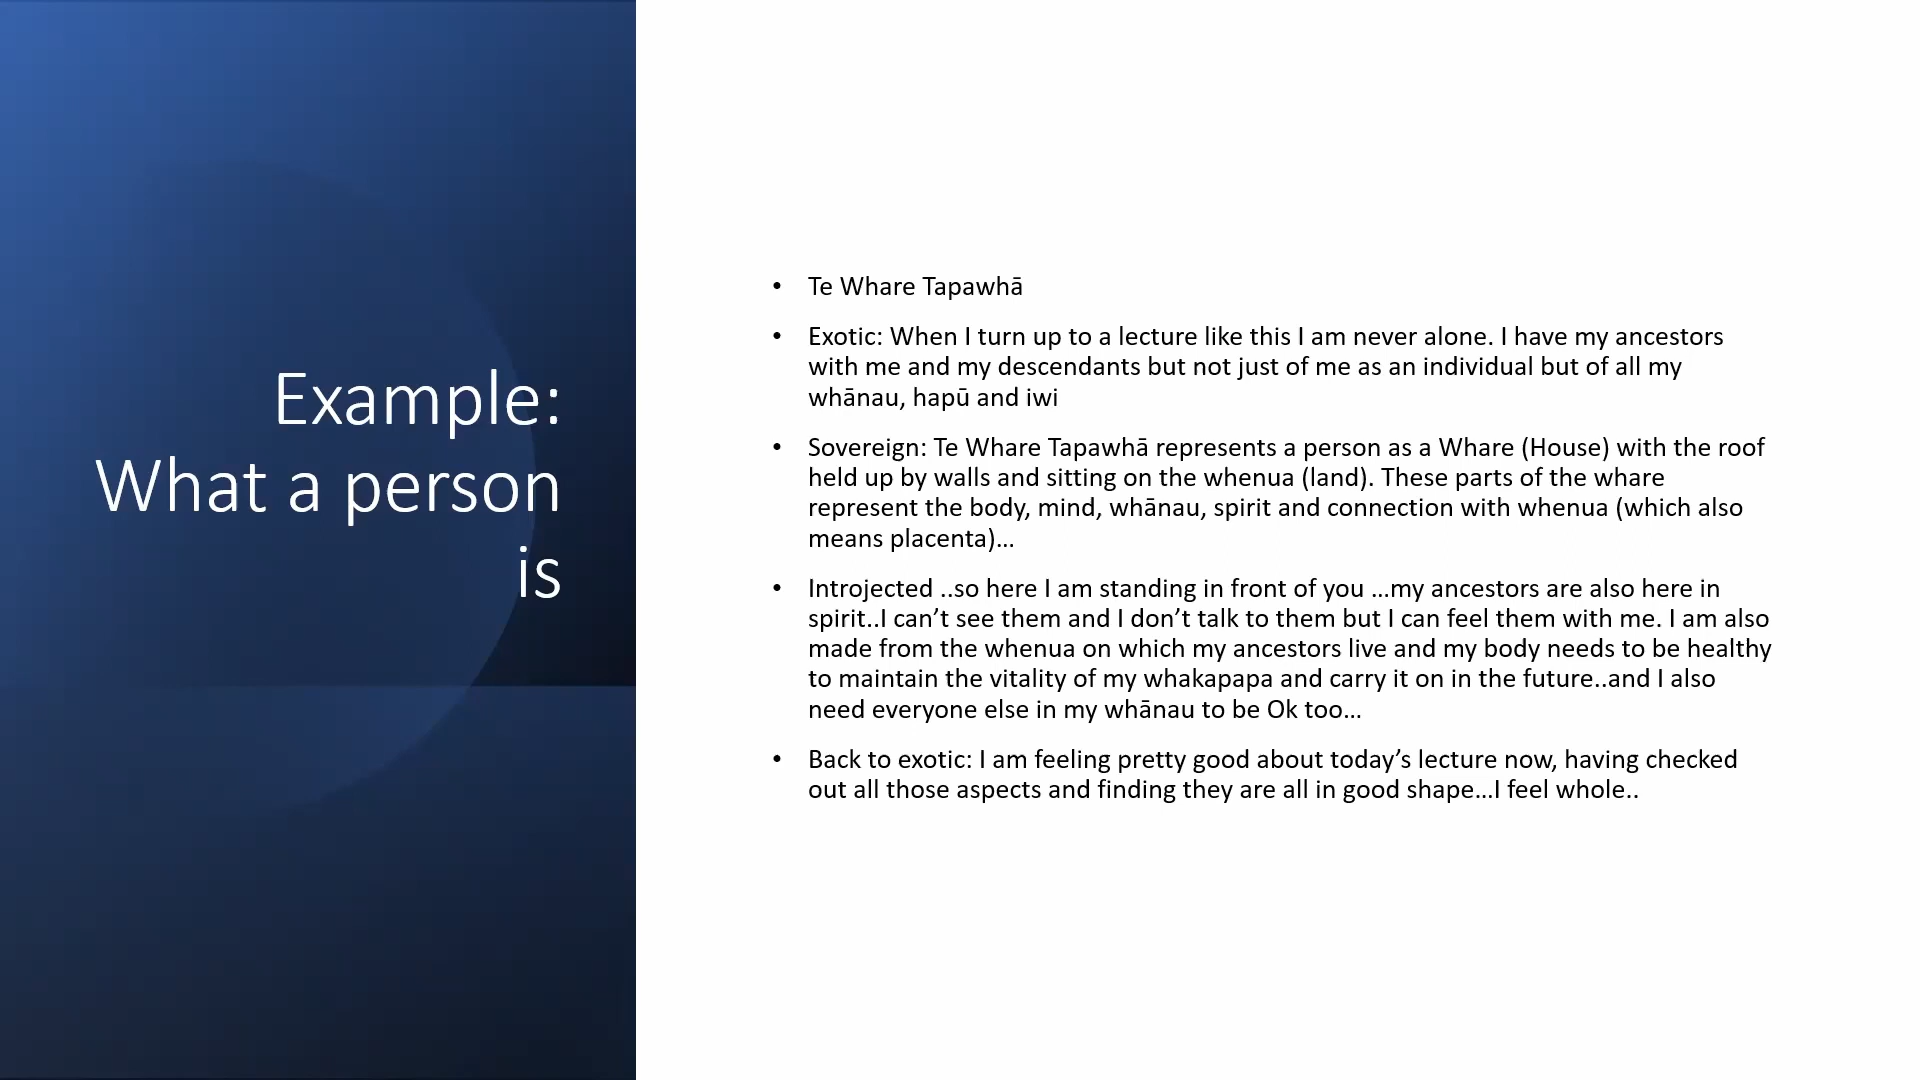 Example:
What a person
is
• Te Whare Tapawhā
• Exotic: When I turn up to a lecture like this I am never alone. I have my ancestors
with me and my descendants but not just of me as an individual but of all my
whānau, hapū and iwi
• Sovereign: Te Whare Tapawhā represents a person as a Whare (House) with the roof
held up by walls and sitting on the whenua (land). These parts of the whare
represent the body, mind, whānau, spirit and connection with whenua (which also
means placenta)…
• Introjected ..so here I am standing in front of you …my ancestors are also here in
spirit..I can’t see them and I don’t talk to them but I can feel them with me. I am also
made from the whenua on which my ancestors live and my body needs to be healthy
to maintain the vitality of my whakapapa and carry it on in the future..and I also
need everyone else in my whānau to be Ok too…
• Back to exotic: I am feeling pretty good about today’s lecture now, having checked
out all those aspects and finding they are all in good shape…I feel whole..